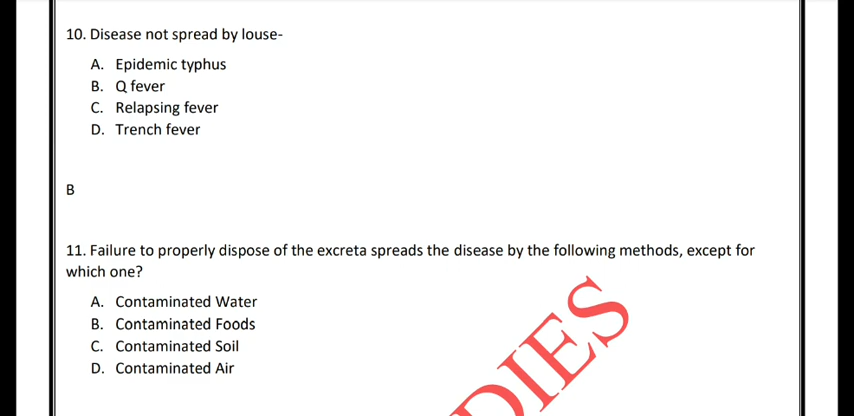 10. Disease not spread by louse-
A. Epidemic typhus
B. Q fever
C. Relapsing fever
D. Trench fever
B
11. Failure to properly dispose of the excreta spreads the disease by the following methods, except for
which one?
A. Contaminated Water
B. Contaminated Foods
C. Contaminated Soil
D. Contaminated Air
DIES